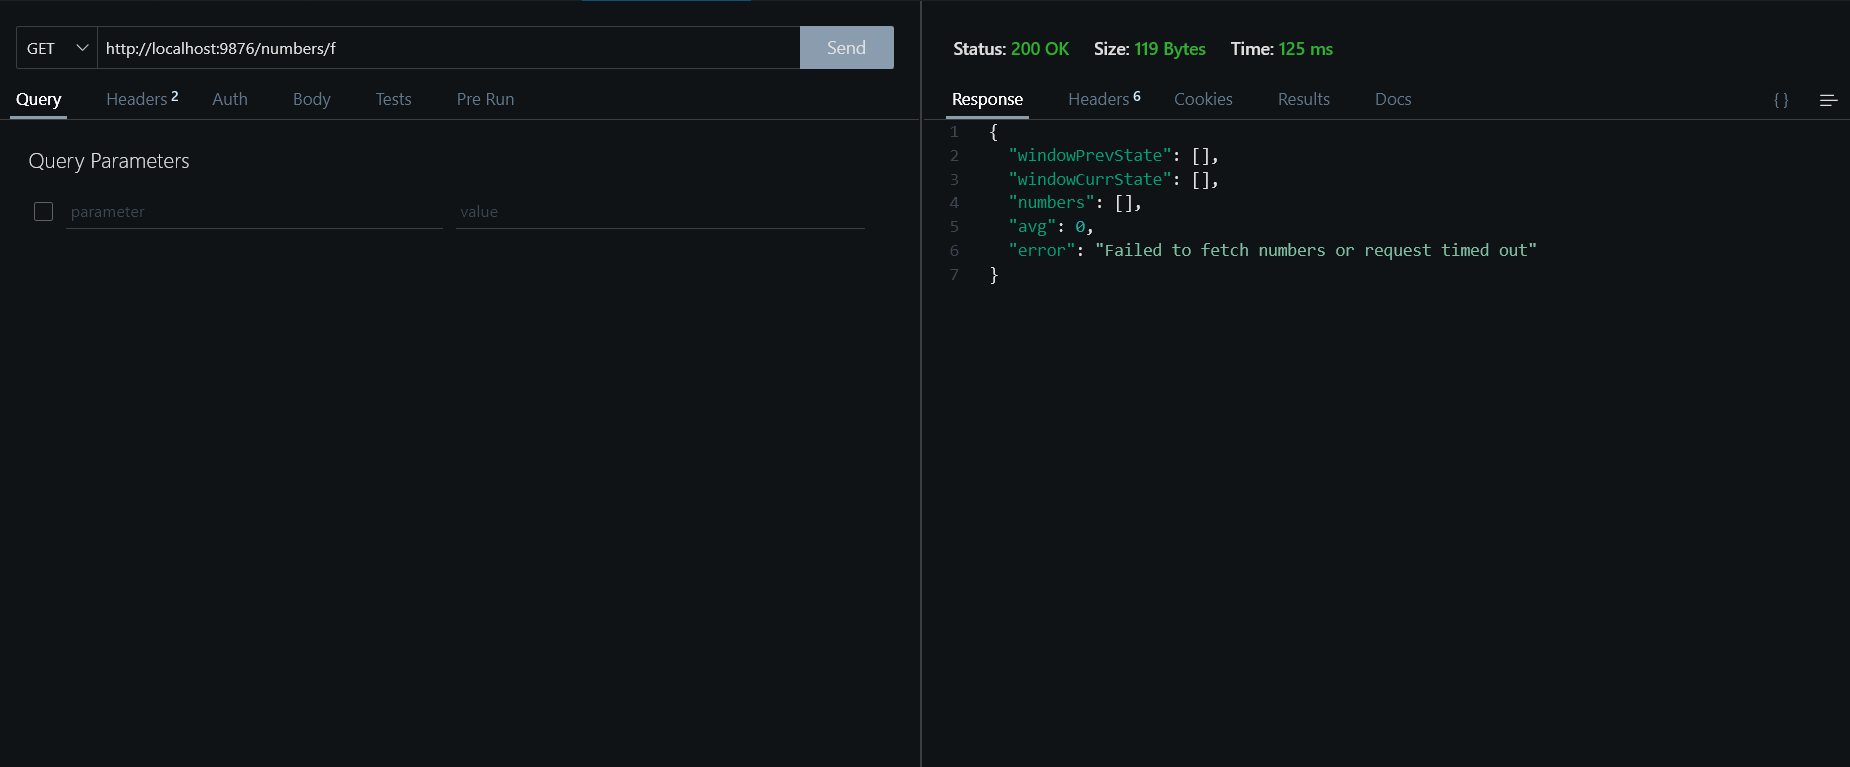 GET http://localhost:9876/numbers/f Send
Query Headers 2 Auth Body Tests Pre Run
Query Parameters
parameter value
Status: 200 OK Size: 119 Bytes Time: 125 ms
Response Headers 6 Cookies Results Docs { }
1 {
2 "windowPrevState": [],
3 "windowCurrState": [],
4 "numbers": [],
5 "avg": 0,
6 "error": "Failed to fetch numbers or request timed out"
7 }